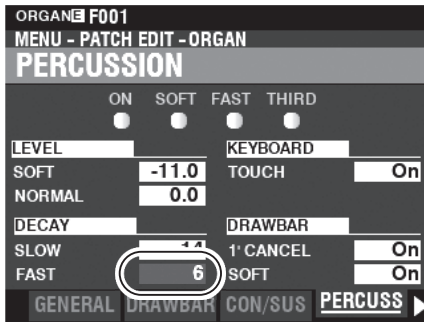 ORGAN E F001
MENU - PATCH EDIT - ORGAN
PERCUSSION
ON SOFT FAST THIRD
LEVEL KEYBOARD
SOFT -11.0 TOUCH On
NORMAL 0.0
DECAY DRAWBAR
SLOW 14 1' CANCEL On
FAST 6 SOFT On
GENERAL DRAWBAR CON/SUS PERCUSS